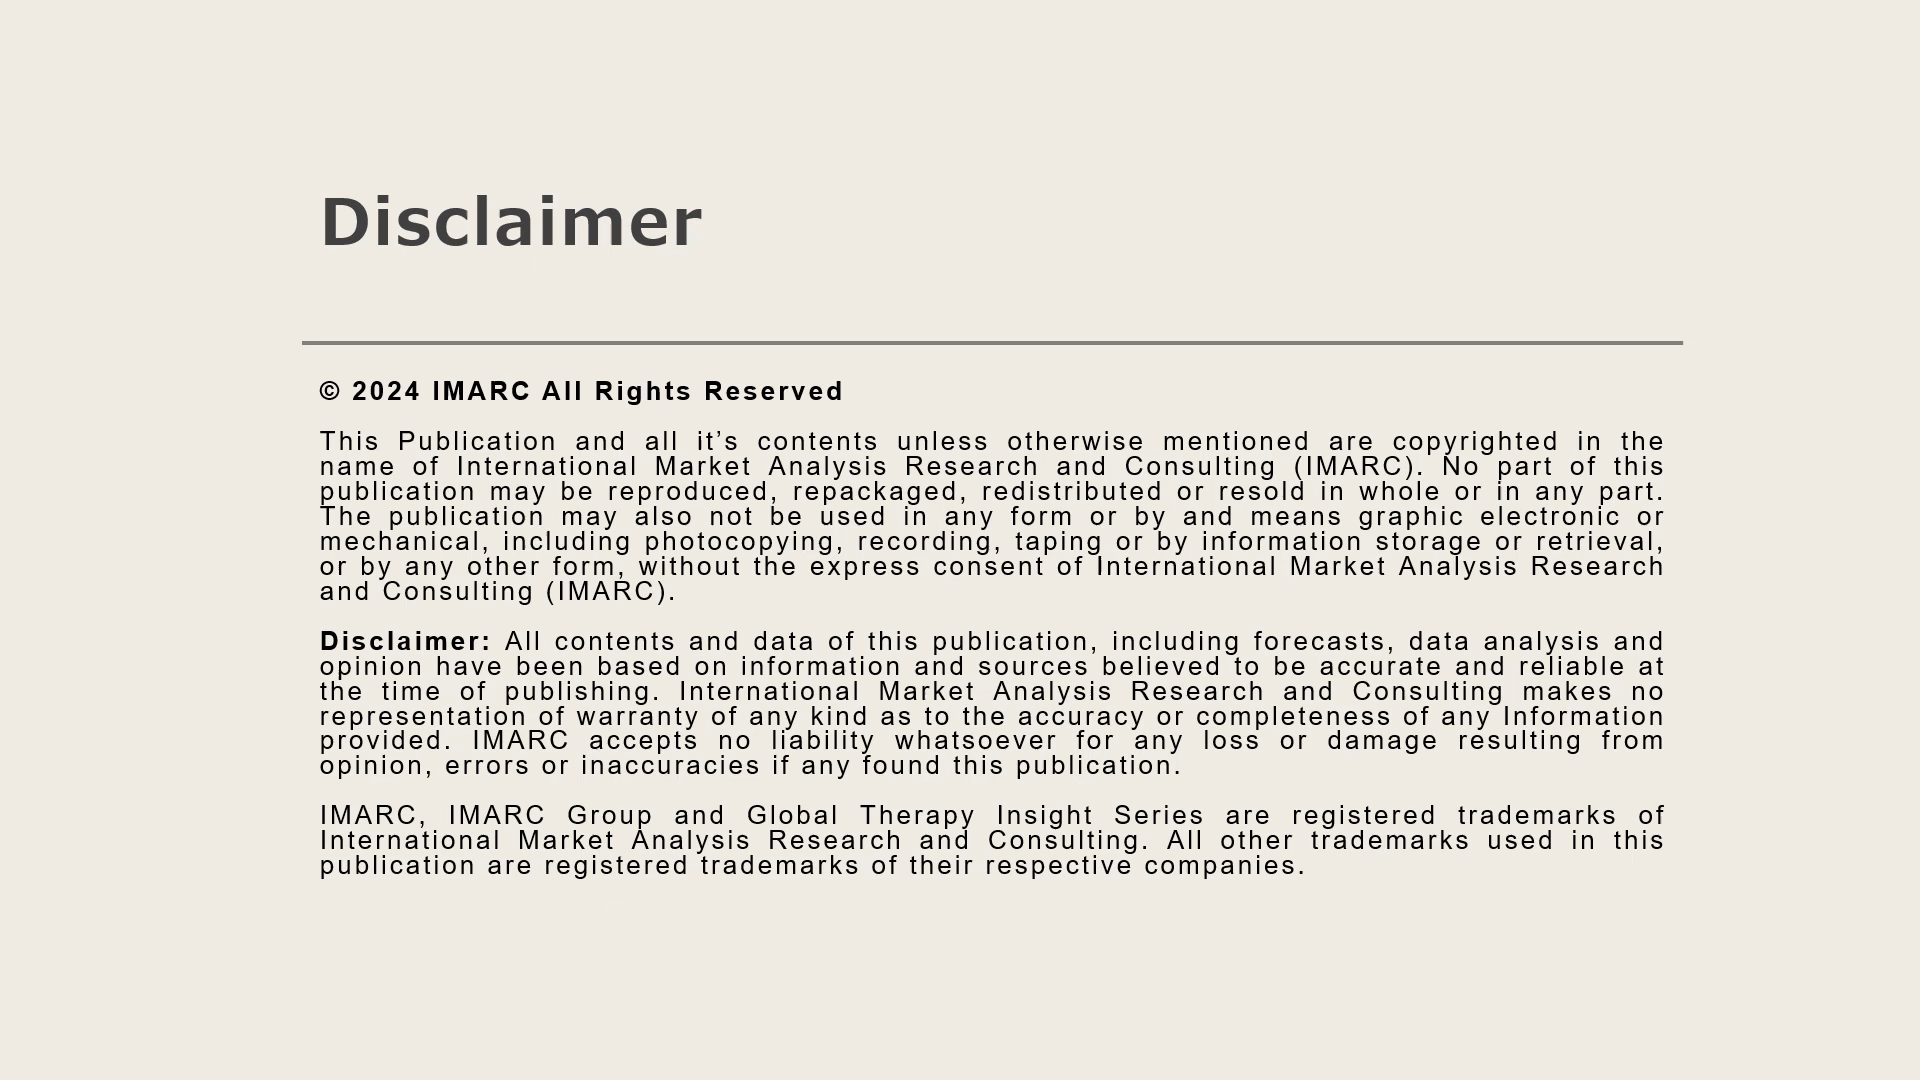 Disclaimer
© 2024 IMARC All Rights Reserved
This Publication and all it’s contents unless otherwise mentioned are copyrighted in the
name of International Market Analysis Research and Consulting (IMARC). No part of this
publication may be reproduced, repackaged, redistributed or resold in whole or in any part.
The publication may also not be used in any form or by and means graphic electronic or
mechanical, including photocopying, recording, taping or by information storage or retrieval,
or by any other form, without the express consent of International Market Analysis Research
and Consulting (IMARC).
Disclaimer: All contents and data of this publication, including forecasts, data analysis and
opinion have been based on information and sources believed to be accurate and reliable at
the time of publishing. International Market Analysis Research and Consulting makes no
representation of warranty of any kind as to the accuracy or completeness of any Information
provided. IMARC accepts no liability whatsoever for any loss or damage resulting from
opinion, errors or inaccuracies if any found this publication.
IMARC, IMARC Group and Global Therapy Insight Series are registered trademarks of
International Market Analysis Research and Consulting. All other trademarks used in this
publication are registered trademarks of their respective companies.